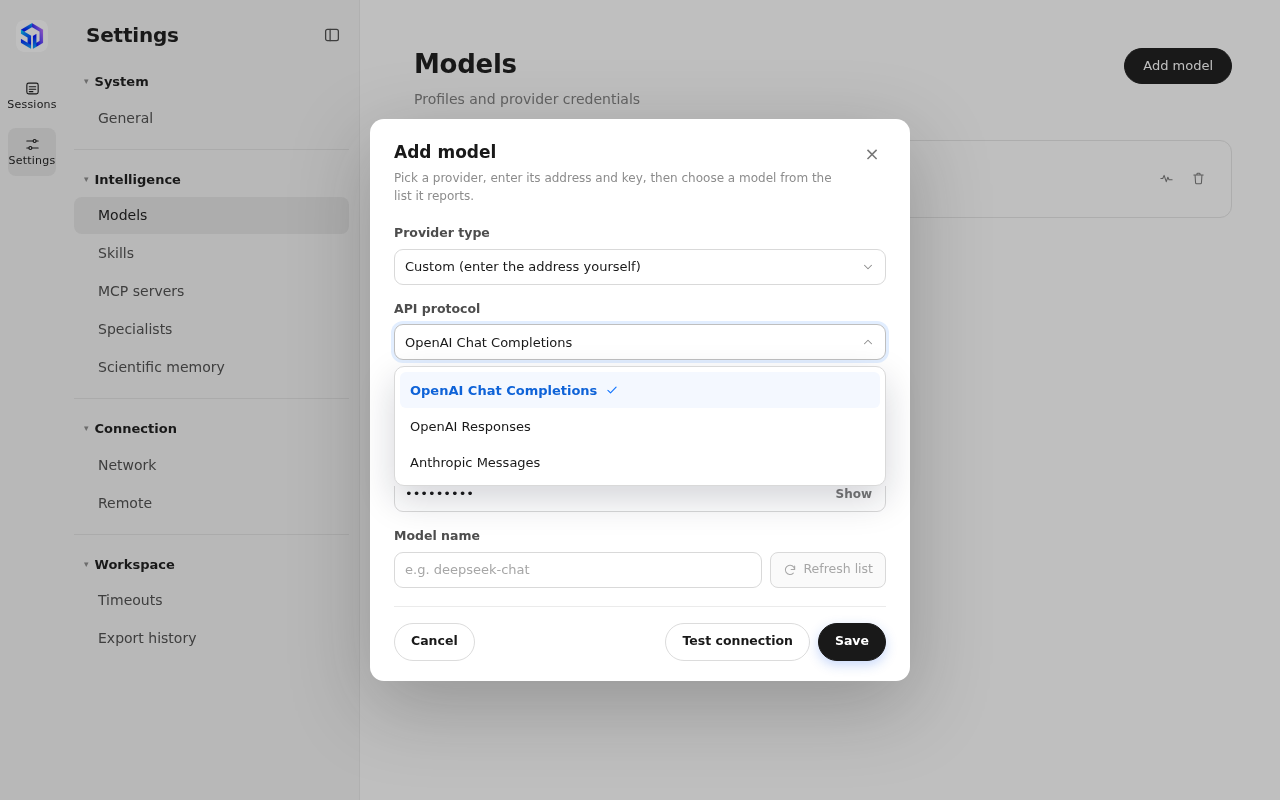 Settings
Sessions
Settings
System
General
Intelligence
Models
Skills
MCP servers
Specialists
Scientific memory
Connection
Network
Remote
Workspace
Timeouts
Export history
Models
Profiles and provider credentials
Add model
Add model
Pick a provider, enter its address and key, then choose a model from the
list it reports.
Provider type
Custom (enter the address yourself)
API protocol
OpenAI Chat Completions
OpenAI Chat Completions
OpenAI Responses
Anthropic Messages
••••••••• Show
Model name
e.g. deepseek-chat
Refresh list
Cancel
Test connection
Save